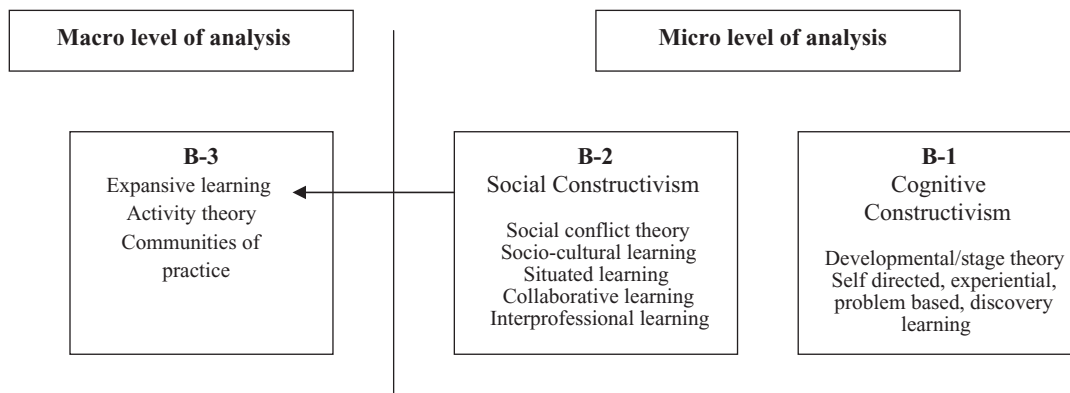 Macro level of analysis
Micro level of analysis
B-3
Expansive learning
Activity theory
Communities of
practice
B-2
Social Constructivism
Social conflict theory
Socio-cultural learning
Situated learning
Collaborative learning
Interprofessional learning
B-1
Cognitive
Constructivism
Developmental/stage theory
Self directed, experiential,
problem based, discovery
learning